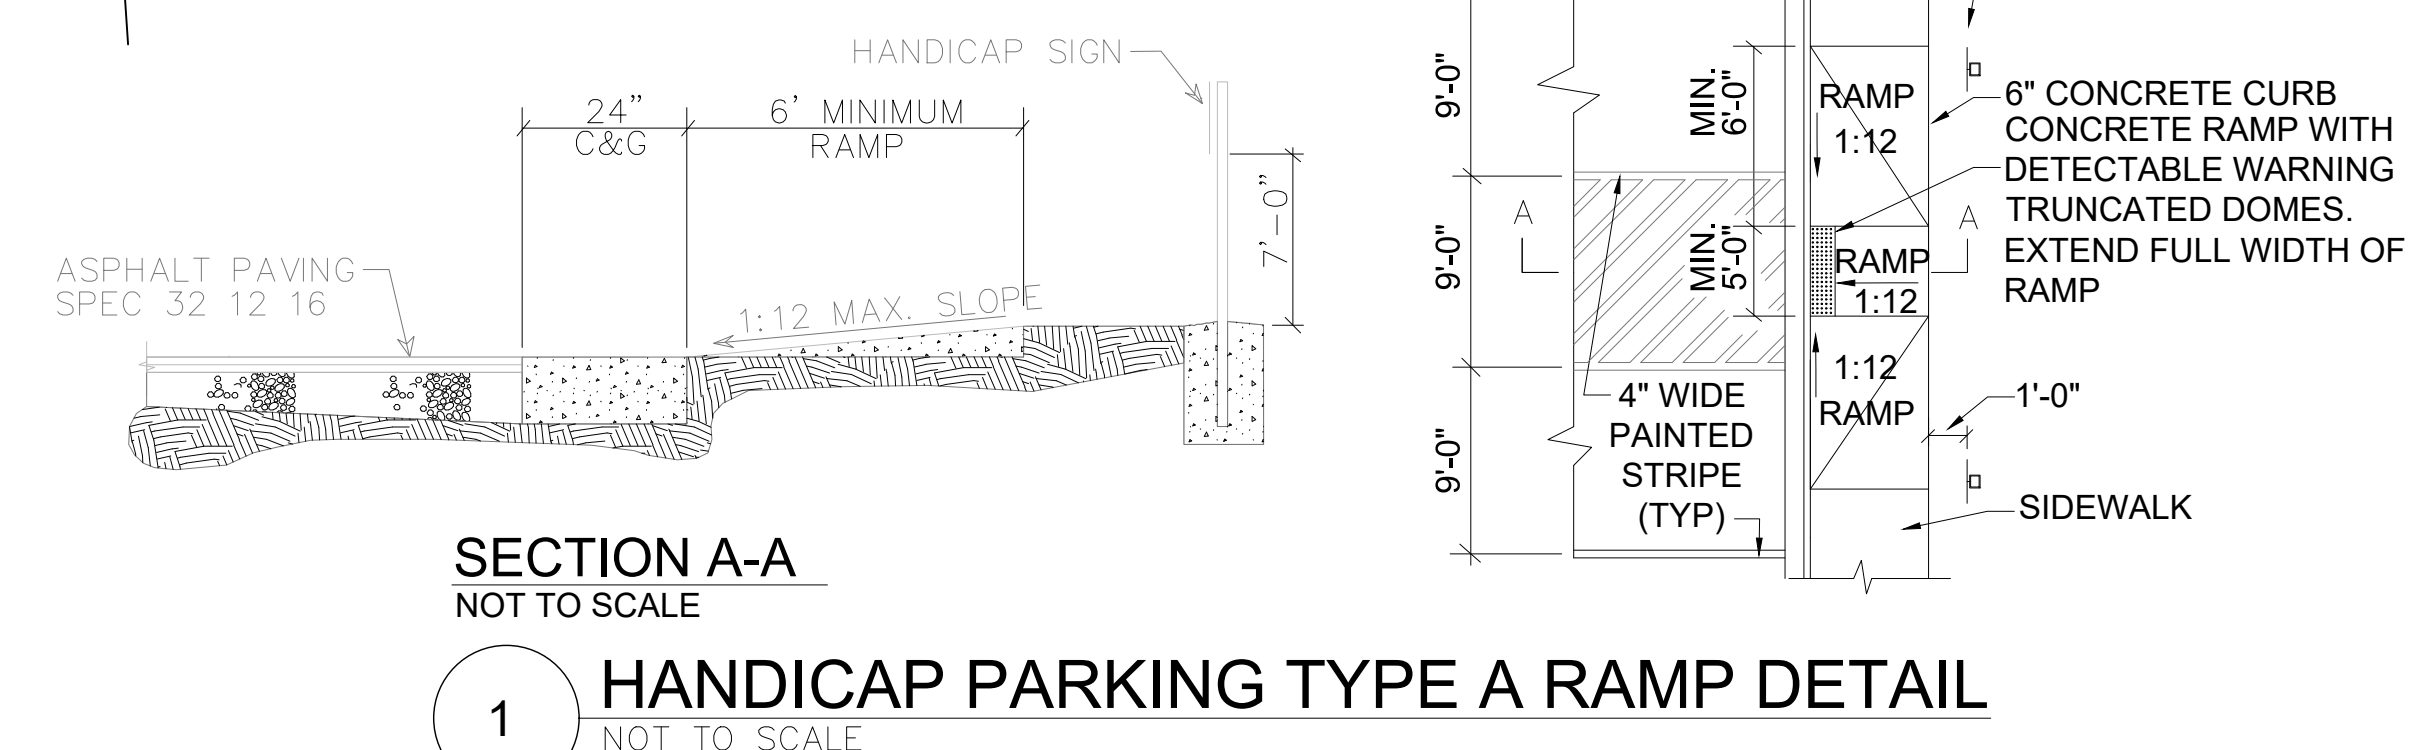 HANDICAP SIGN
24"
C&G
6' MINIMUM
RAMP
7'-0"
ASPHALT PAVING
SPEC 32 12 16
1:12 MAX. SLOPE
SECTION A-A
NOT TO SCALE
9'-0"
9'-0"
9'-0"
MIN.
6'-0"
MIN.
5'-0"
A
A
RAMP
1:12
RAMP
1:12
1:12
RAMP
6" CONCRETE CURB
CONCRETE RAMP WITH
DETECTABLE WARNING
TRUNCATED DOMES.
EXTEND FULL WIDTH OF
RAMP
4" WIDE
PAINTED
STRIPE
(TYP)
1'-0"
SIDEWALK
1
HANDICAP PARKING TYPE A RAMP DETAIL
NOT TO SCALE